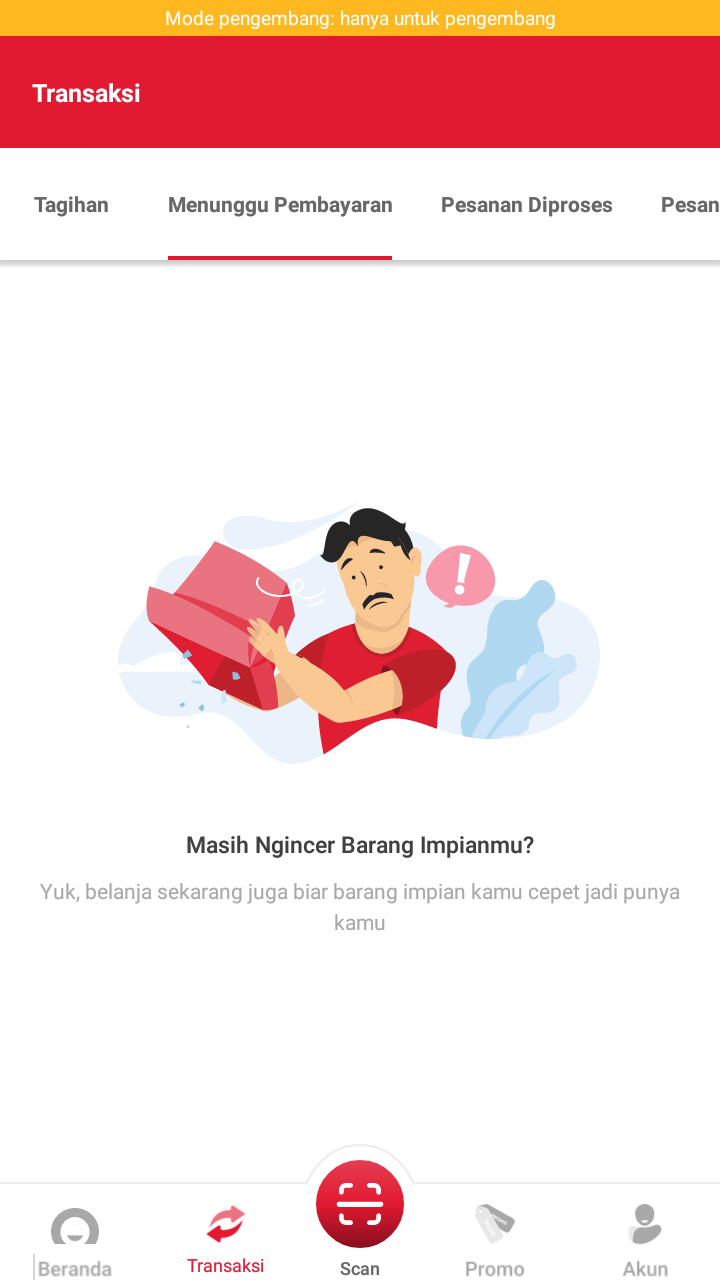 Mode pengembang: hanya untuk pengembang
Transaksi
Tagihan
Menunggu Pembayaran
Pesanan Diproses
Pesan
Masih Ngincer Barang Impianmu?
Yuk, belanja sekarang juga biar barang impian kamu cepet jadi punya
kamu
Beranda
Transaksi
Scan
Promo
Akun